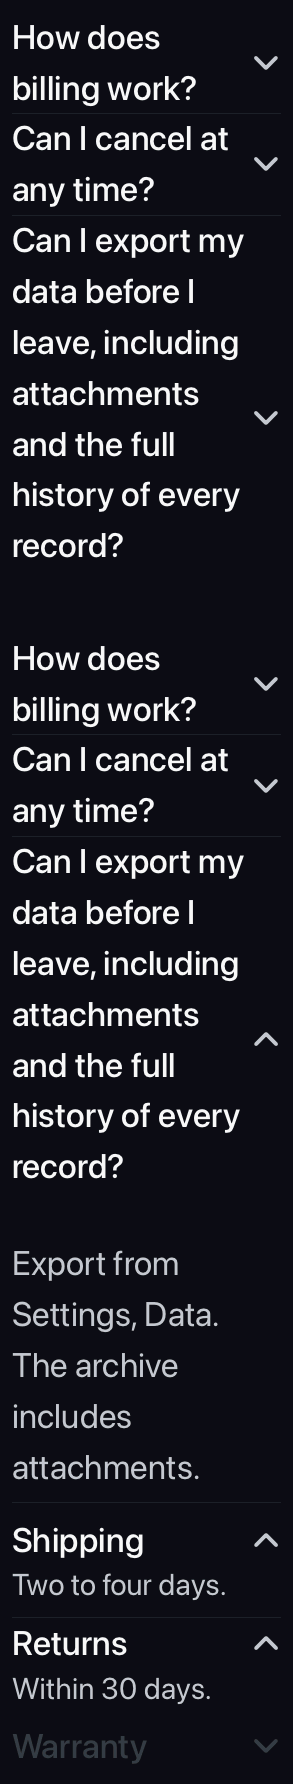 How does
billing work?
Can I cancel at
any time?
Can I export my
data before I
leave, including
attachments
and the full
history of every
record?
How does
billing work?
Can I cancel at
any time?
Can I export my
data before I
leave, including
attachments
and the full
history of every
record?
Export from
Settings, Data.
The archive
includes
attachments.
Shipping
Two to four days.
Returns
Within 30 days.
Warranty